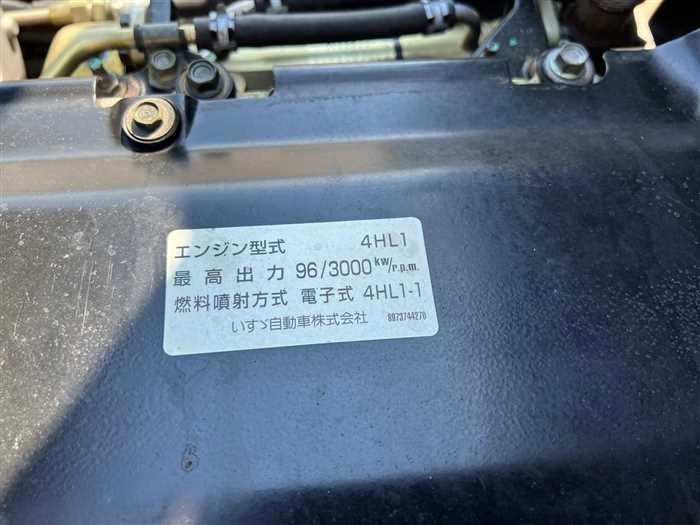 エンジン型式 4HL1
最高出力 96/3000 kw/r.p.m.
燃料噴射方式 電子式 4HL1-1
いすゞ自動車株式会社 8973744270